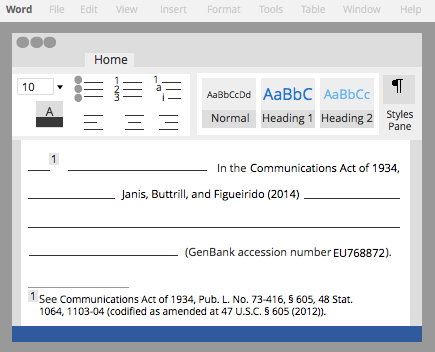 Word File Edit View Insert Format Tools Table Window Help
Home
10
A
1
2
3
1
a
i
AaBbCcDd AaBbC AaBbCc
Normal Heading 1 Heading 2
¶
Styles
Pane
1 In the Communications Act of 1934,
Janis, Buttrill, and Figueirido (2014)
(GenBank accession number EU768872).
1 See Communications Act of 1934, Pub. L. No. 73-416, § 605, 48 Stat.
1064, 1103-04 (codified as amended at 47 U.S.C. § 605 (2012)).